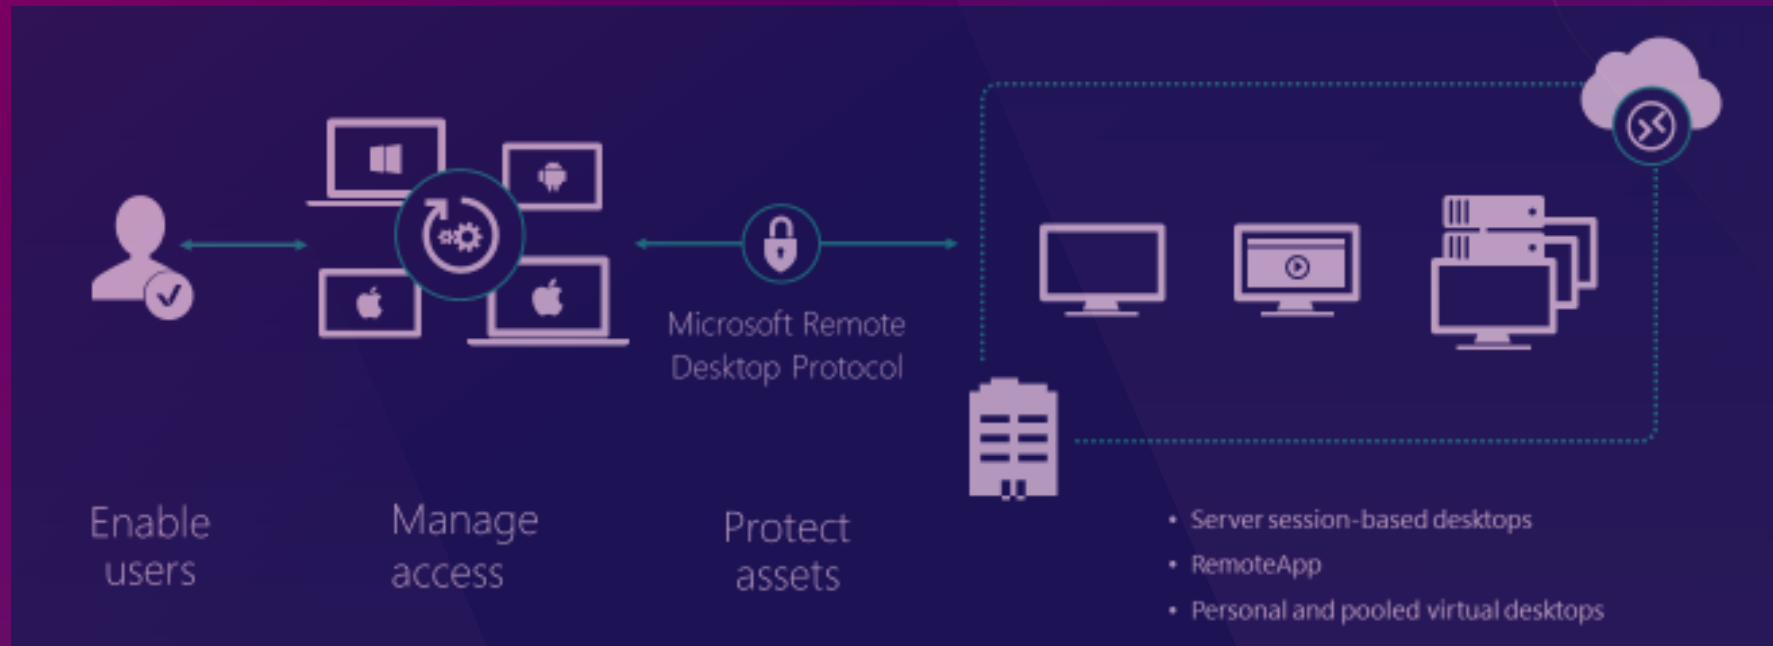 Microsoft Remote
Desktop Protocol
Enable
users
Manage
access
Protect
assets
• Server session-based desktops
• RemoteApp
• Personal and pooled virtual desktops